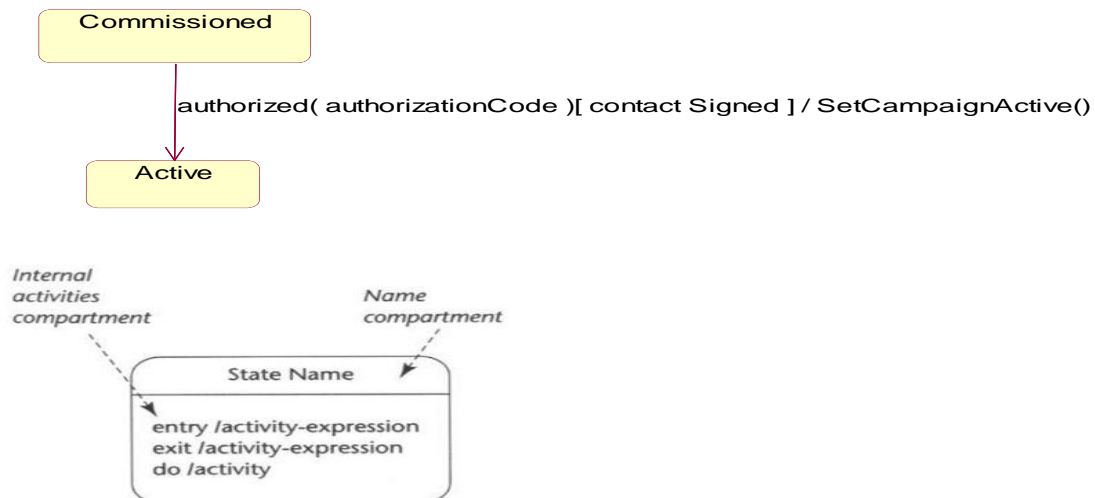 Commissioned
authorized( authorizationCode )[ contact Signed ] / SetCampaignActive()
Active
Internal
activities
compartment
Name
compartment
State Name
entry /activity-expression
exit /activity-expression
do /activity